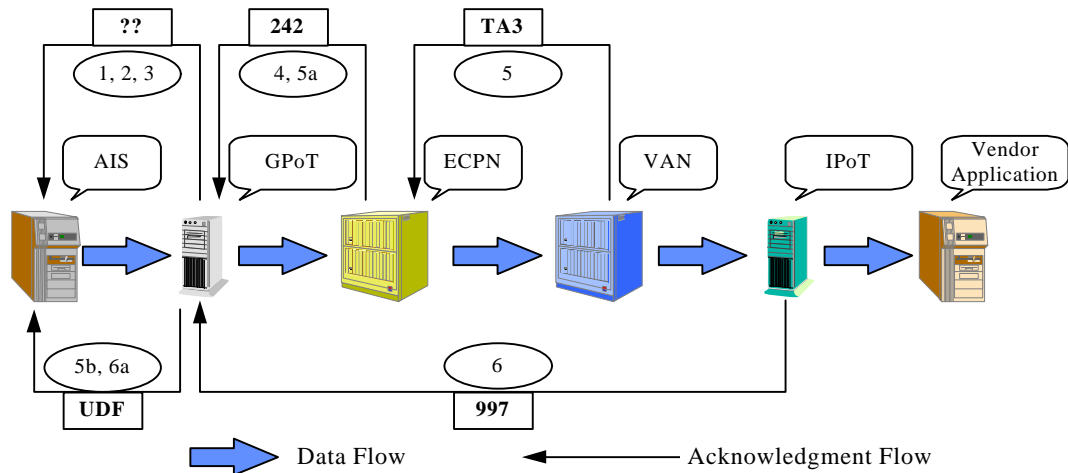 ??
242
TA3
1, 2, 3
4, 5a
5
AIS
GPoT
ECPN
VAN
IPoT
Vendor
Application
5b, 6a
6
UDF
997
Data Flow
Acknowledgment Flow